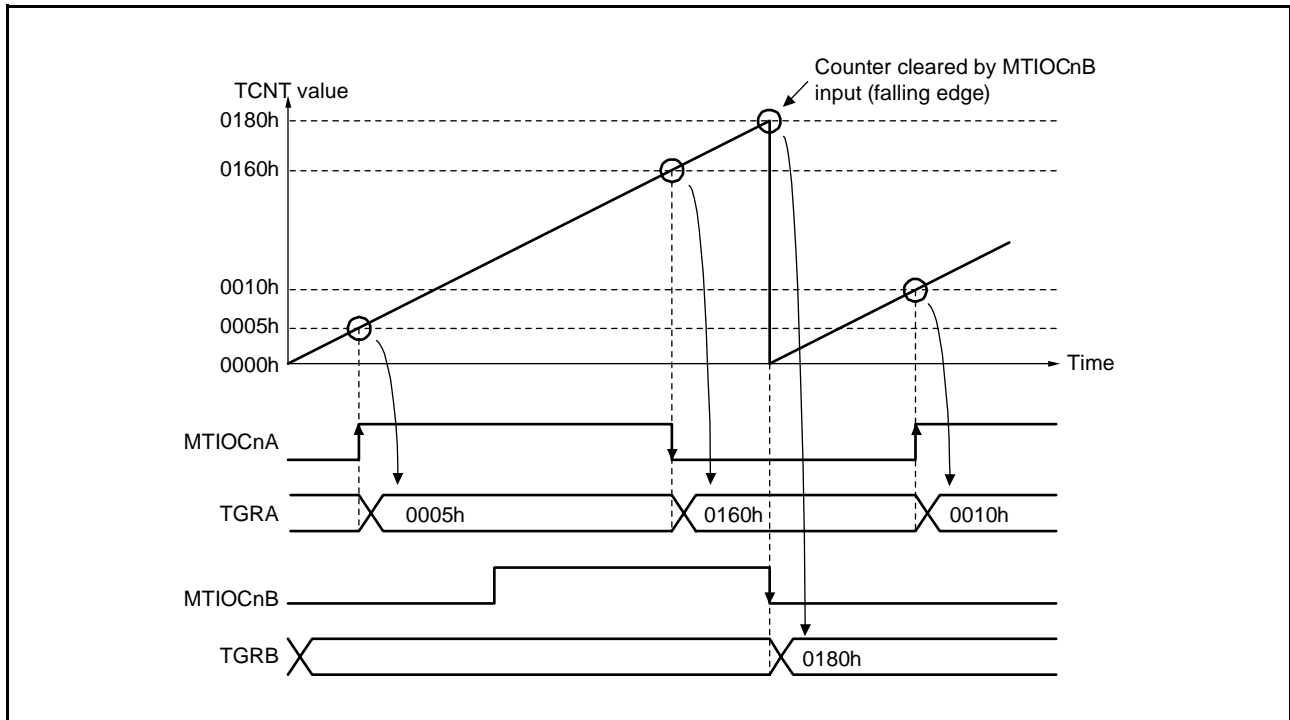 Counter cleared by MTIOCnB
input (falling edge)
TCNT value
0180h
0160h
0010h
0005h
0000h
Time
MTIOCnA
TGRA
0005h
0160h
0010h
MTIOCnB
TGRB
0180h